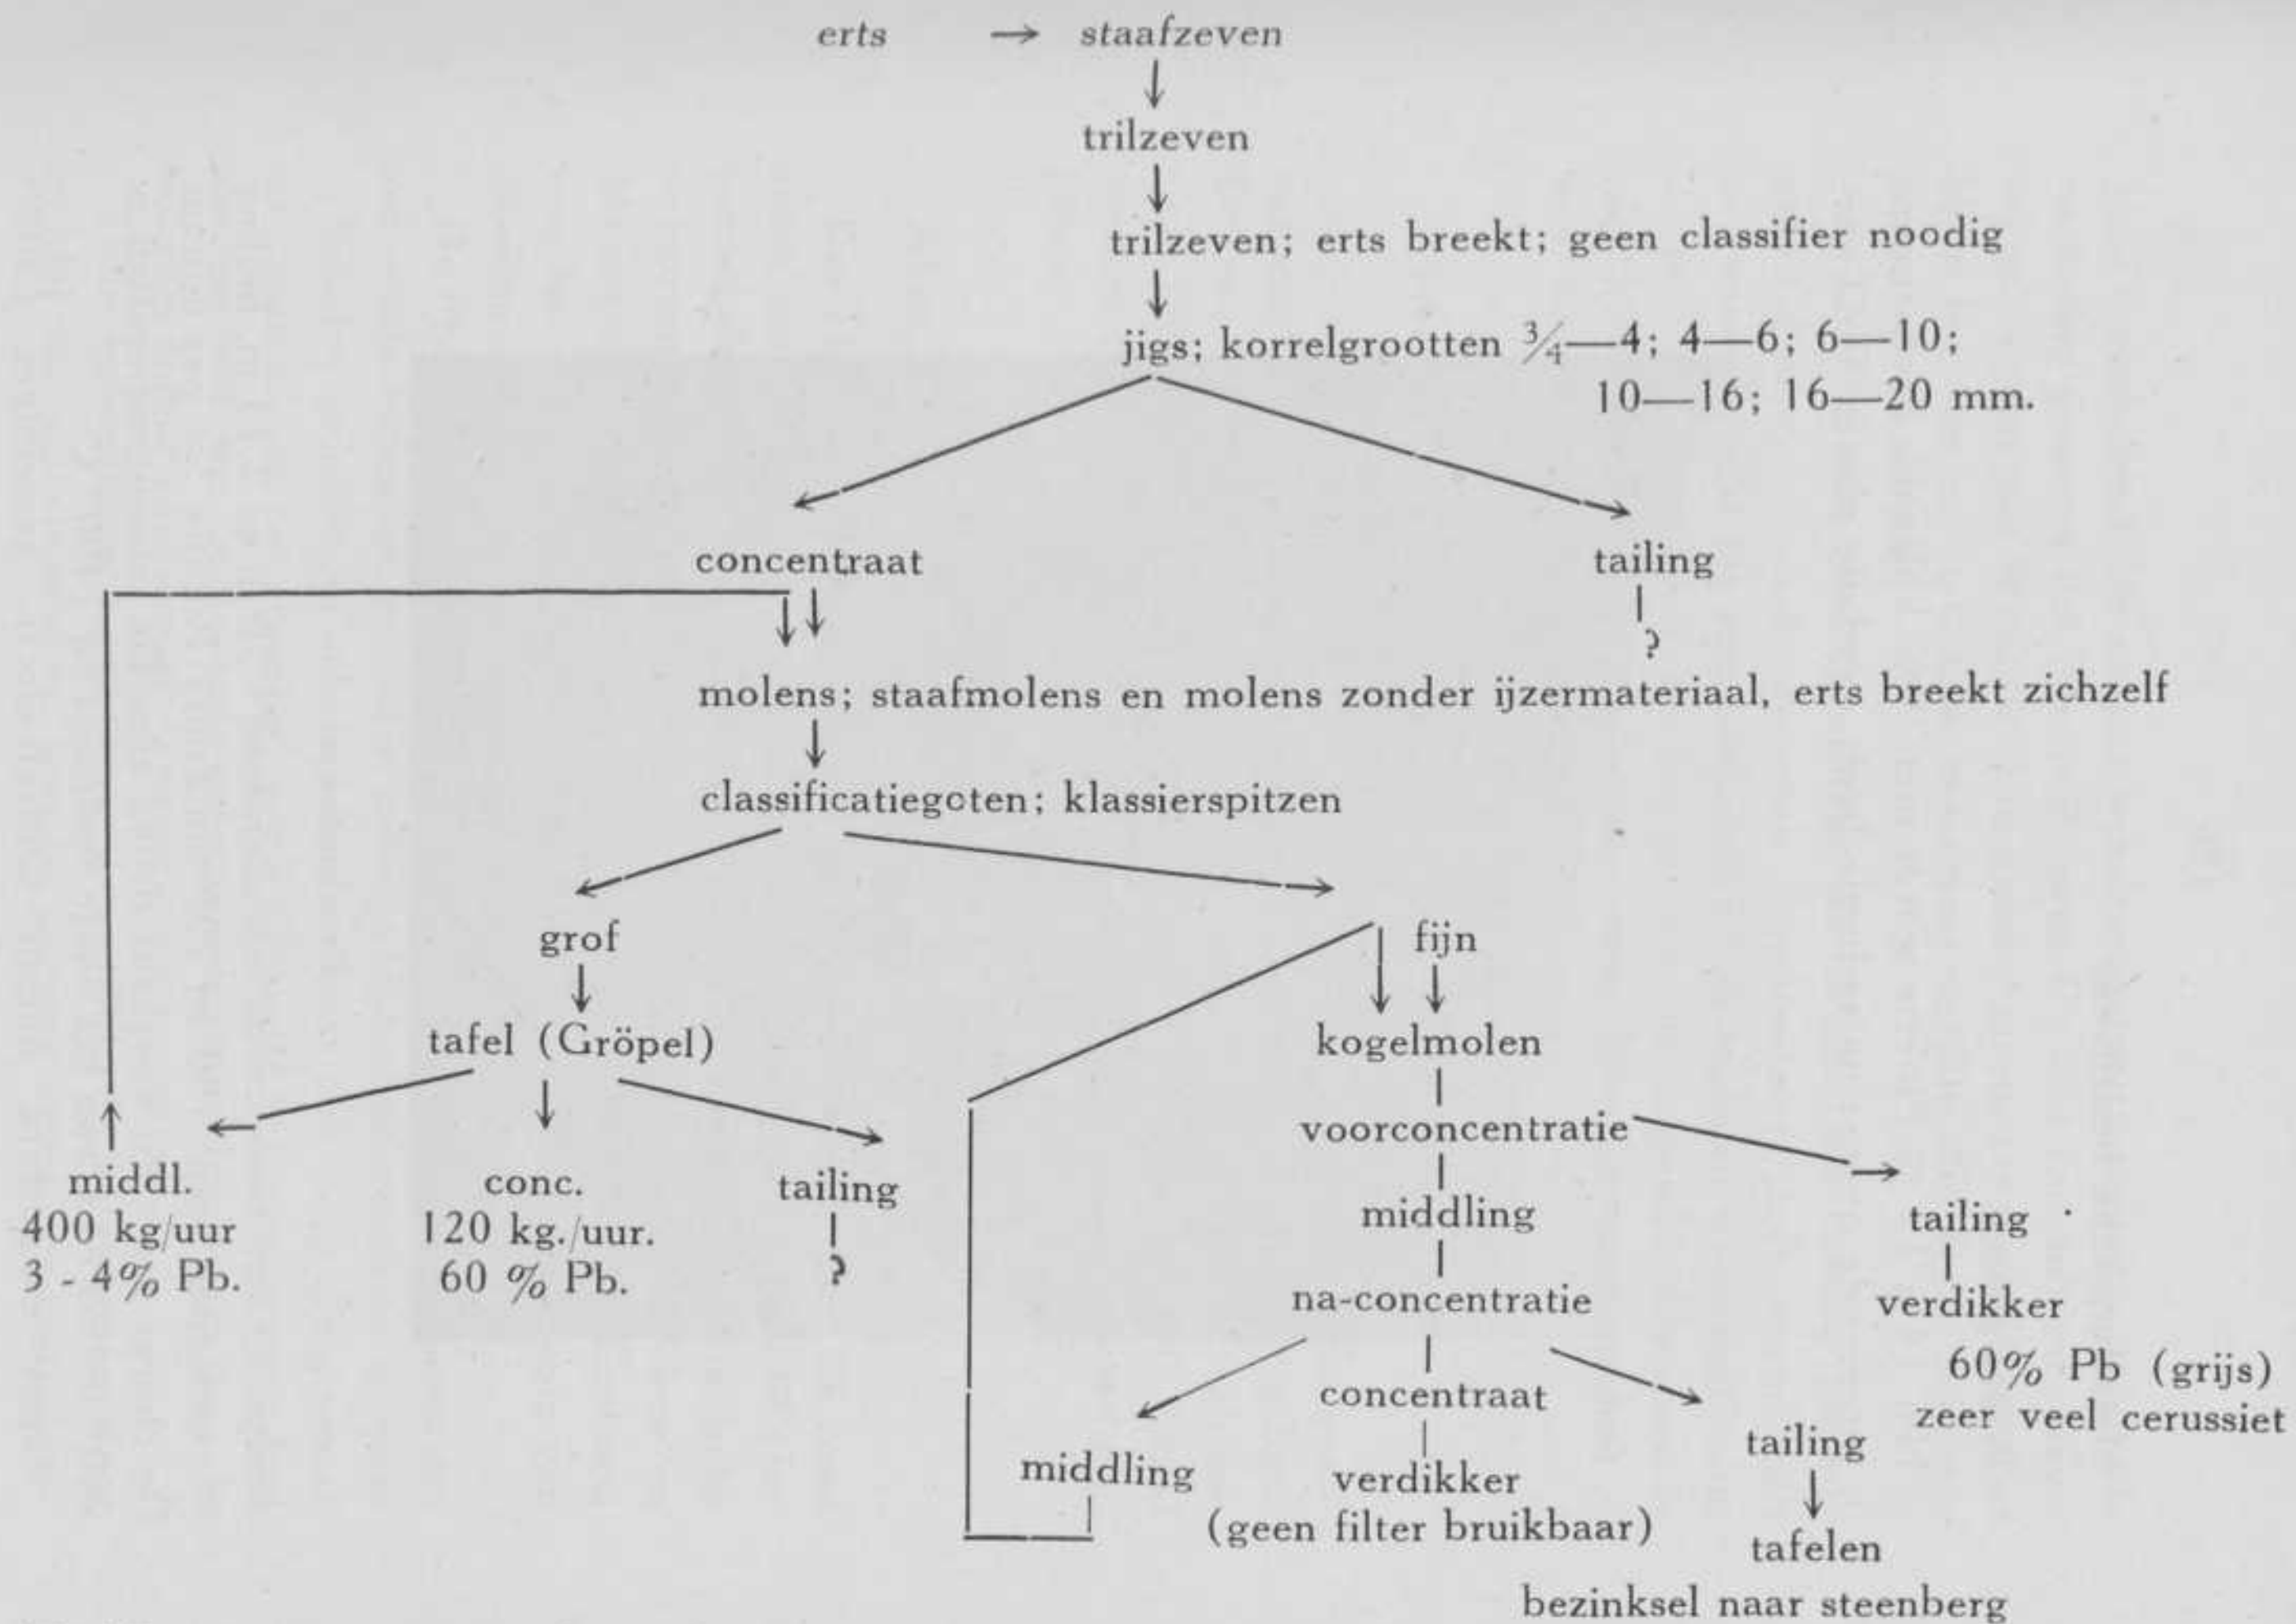 erts → staafzeven
trilzeven
trilzeven; erts breekt; geen classifier noodig
jigs; korrelgrootten ¾—4; 4—6; 6—10;
10—16; 16—20 mm.
concentraat
tailing
?
molens; staafmolens en molens zonder ijzermateriaal, erts breekt zichzelf
classificatiegoten; klassierspitzen
grof
fijn
tafel (Gröpel)
kogelmolen
voorconcentratie
middl.
400 kg/uur
3 - 4% Pb.
conc.
120 kg./uur.
60 % Pb.
tailing
?
middling
tailing
na-concentratie
verdikker
60% Pb (grijs)
zeer veel cerussiet
middling
concentraat
verdikker
(geen filter bruikbaar)
tailing
tafelen
bezinksel naar steenberg